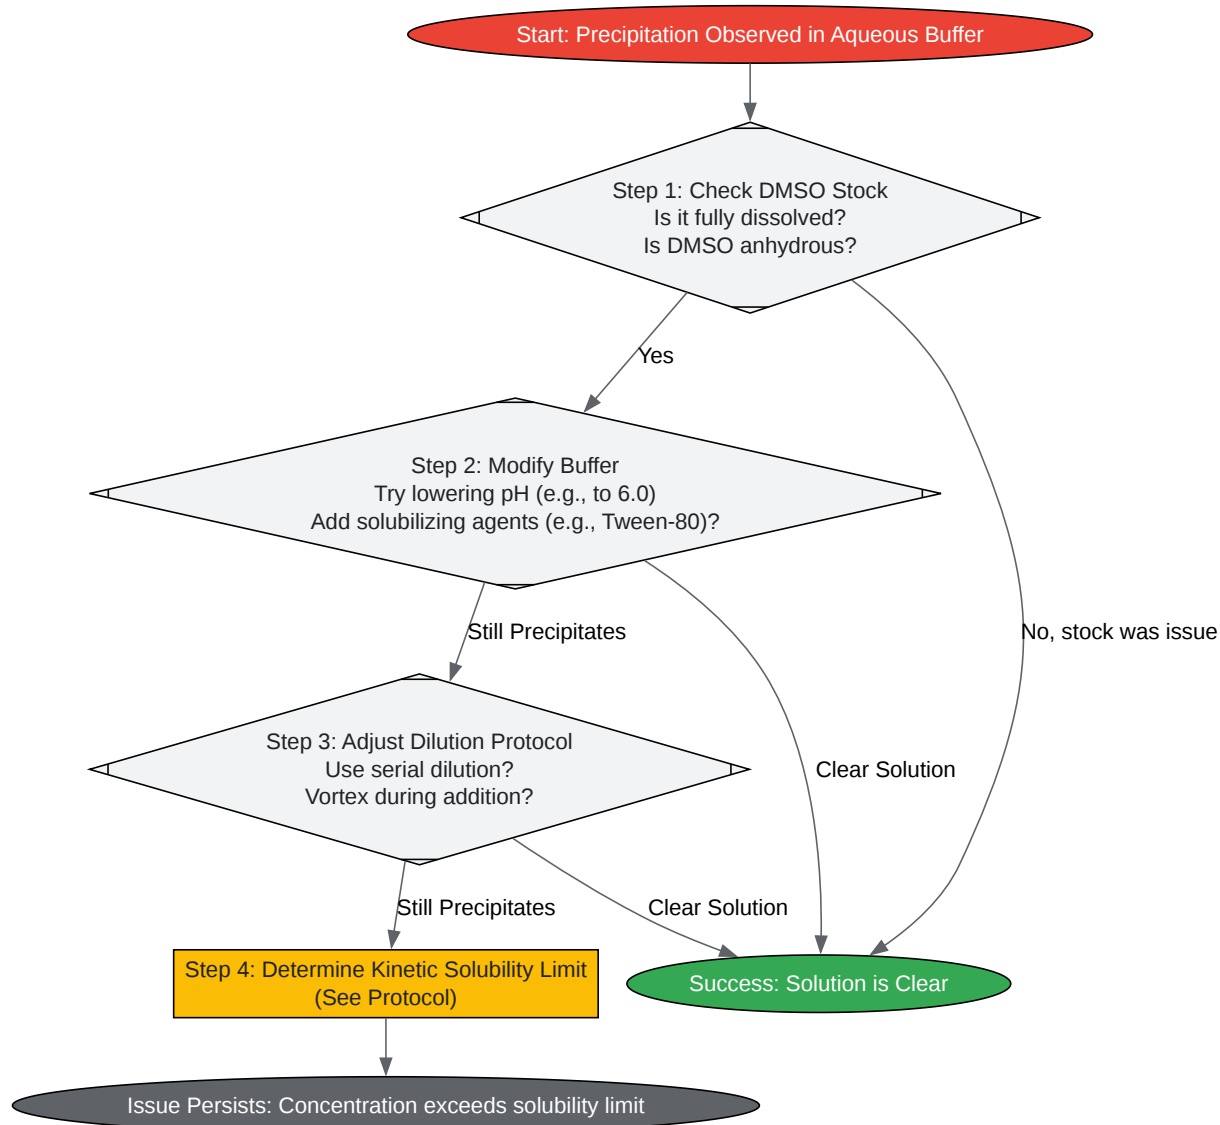 Start: Precipitation Observed in Aqueous Buffer
Step 1: Check DMSO Stock
Is it fully dissolved?
Is DMSO anhydrous?
Yes
Step 2: Modify Buffer
Try lowering pH (e.g., to 6.0)
Add solubilizing agents (e.g., Tween-80)?
Still Precipitates
No, stock was issue
Step 3: Adjust Dilution Protocol
Use serial dilution?
Vortex during addition?
Clear Solution
Still Precipitates
Clear Solution
Step 4: Determine Kinetic Solubility Limit
(See Protocol)
Success: Solution is Clear
Issue Persists: Concentration exceeds solubility limit